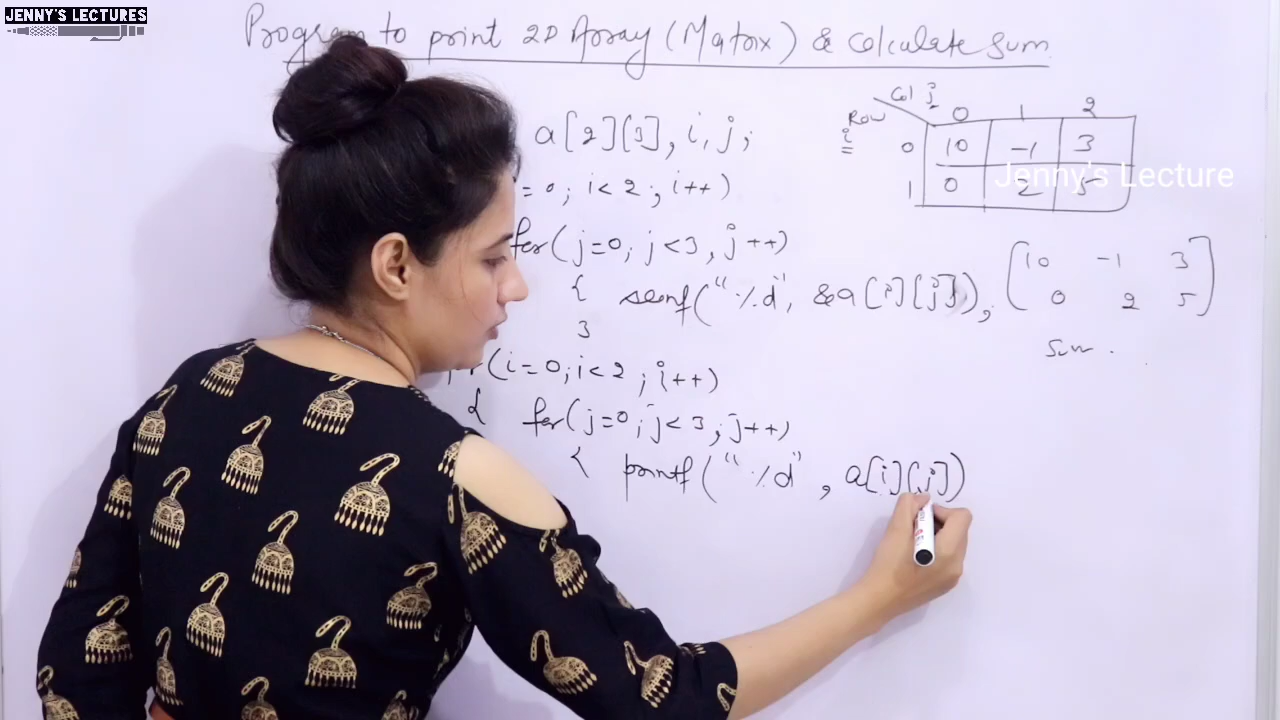 JENNY'S LECTURES
Program to print 2D Array (Matrix) & Calculate Sum
a[2][3], i, j;
= 0; i < 2; i++)
for(j=0; j<3, j++)
{ scnf("%d", &a[i][j]);
}
(i=0; i<2; i++)
{ for(j=0; j<3; j++)
{ printf("%d", a[i][j])
Col j
Row
i
0 1 2
0 10 -1 3
1 0 2 5
Jenny's Lecture
10 -1 3
0 2 5
Sum.